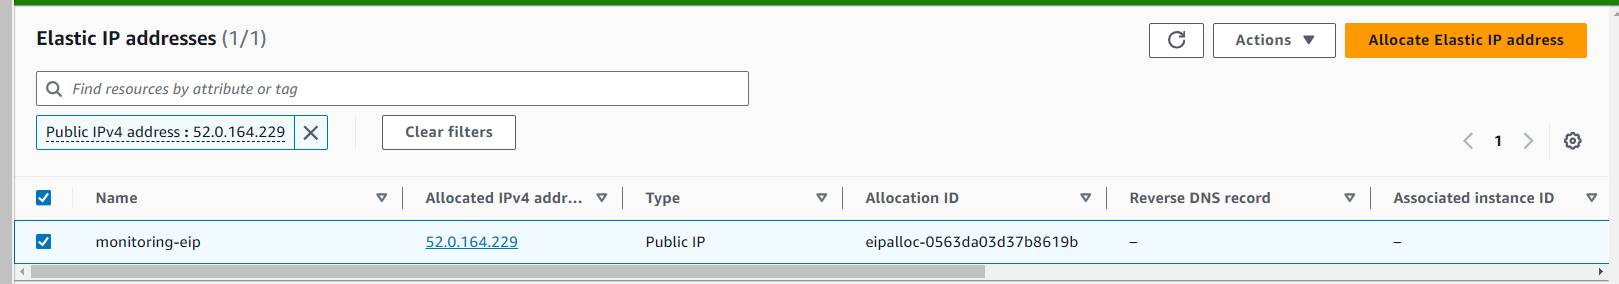 Elastic IP addresses (1/1)
Actions
Allocate Elastic IP address
Find resources by attribute or tag
Public IPv4 address : 52.0.164.229
Clear filters
1
Name Allocated IPv4 addr... Type Allocation ID Reverse DNS record Associated instance ID
monitoring-eip 52.0.164.229 Public IP eipalloc-0563da03d37b8619b – –